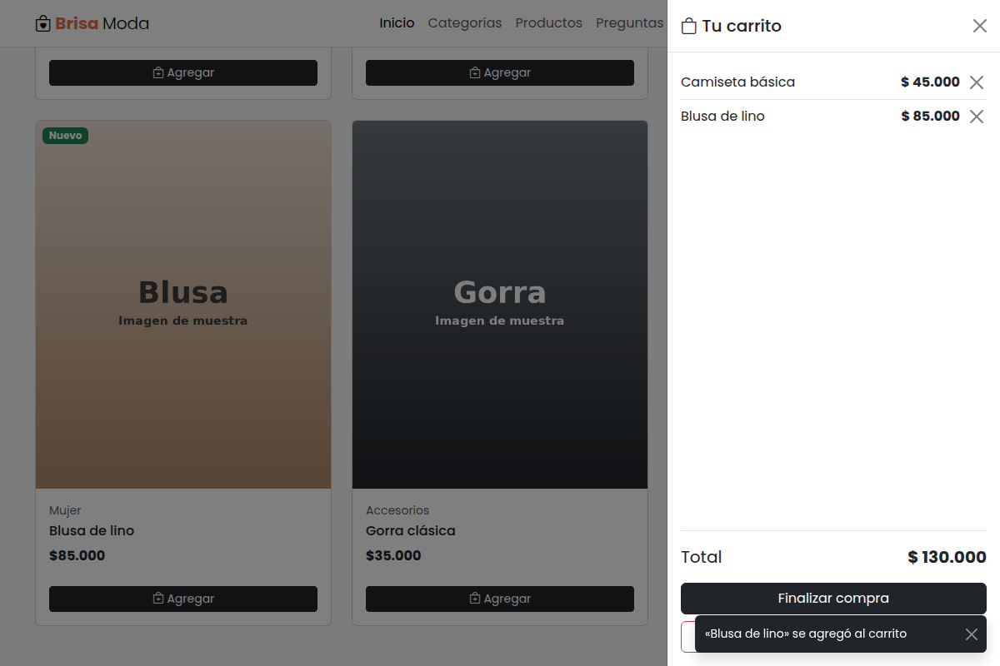 Brisa Moda
Inicio Categorías Productos Preguntas
Agregar
Agregar
Nuevo
Blusa
Imagen de muestra
Mujer
Blusa de lino
$85.000
Agregar
Gorra
Imagen de muestra
Accesorios
Gorra clásica
$35.000
Agregar
Tu carrito
Camiseta básica $ 45.000
Blusa de lino $ 85.000
Total $ 130.000
Finalizar compra
«Blusa de lino» se agregó al carrito